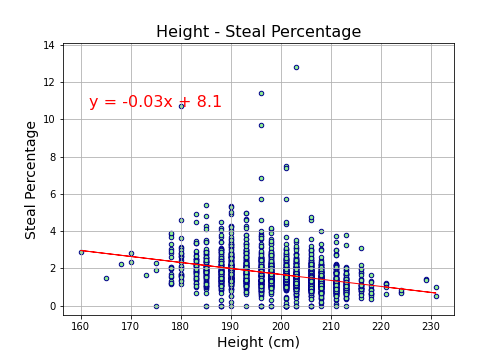 Height - Steal Percentage
14
12
10
8
6
4
2
0
Steal Percentage
y = -0.03x + 8.1
160 170 180 190 200 210 220 230
Height (cm)